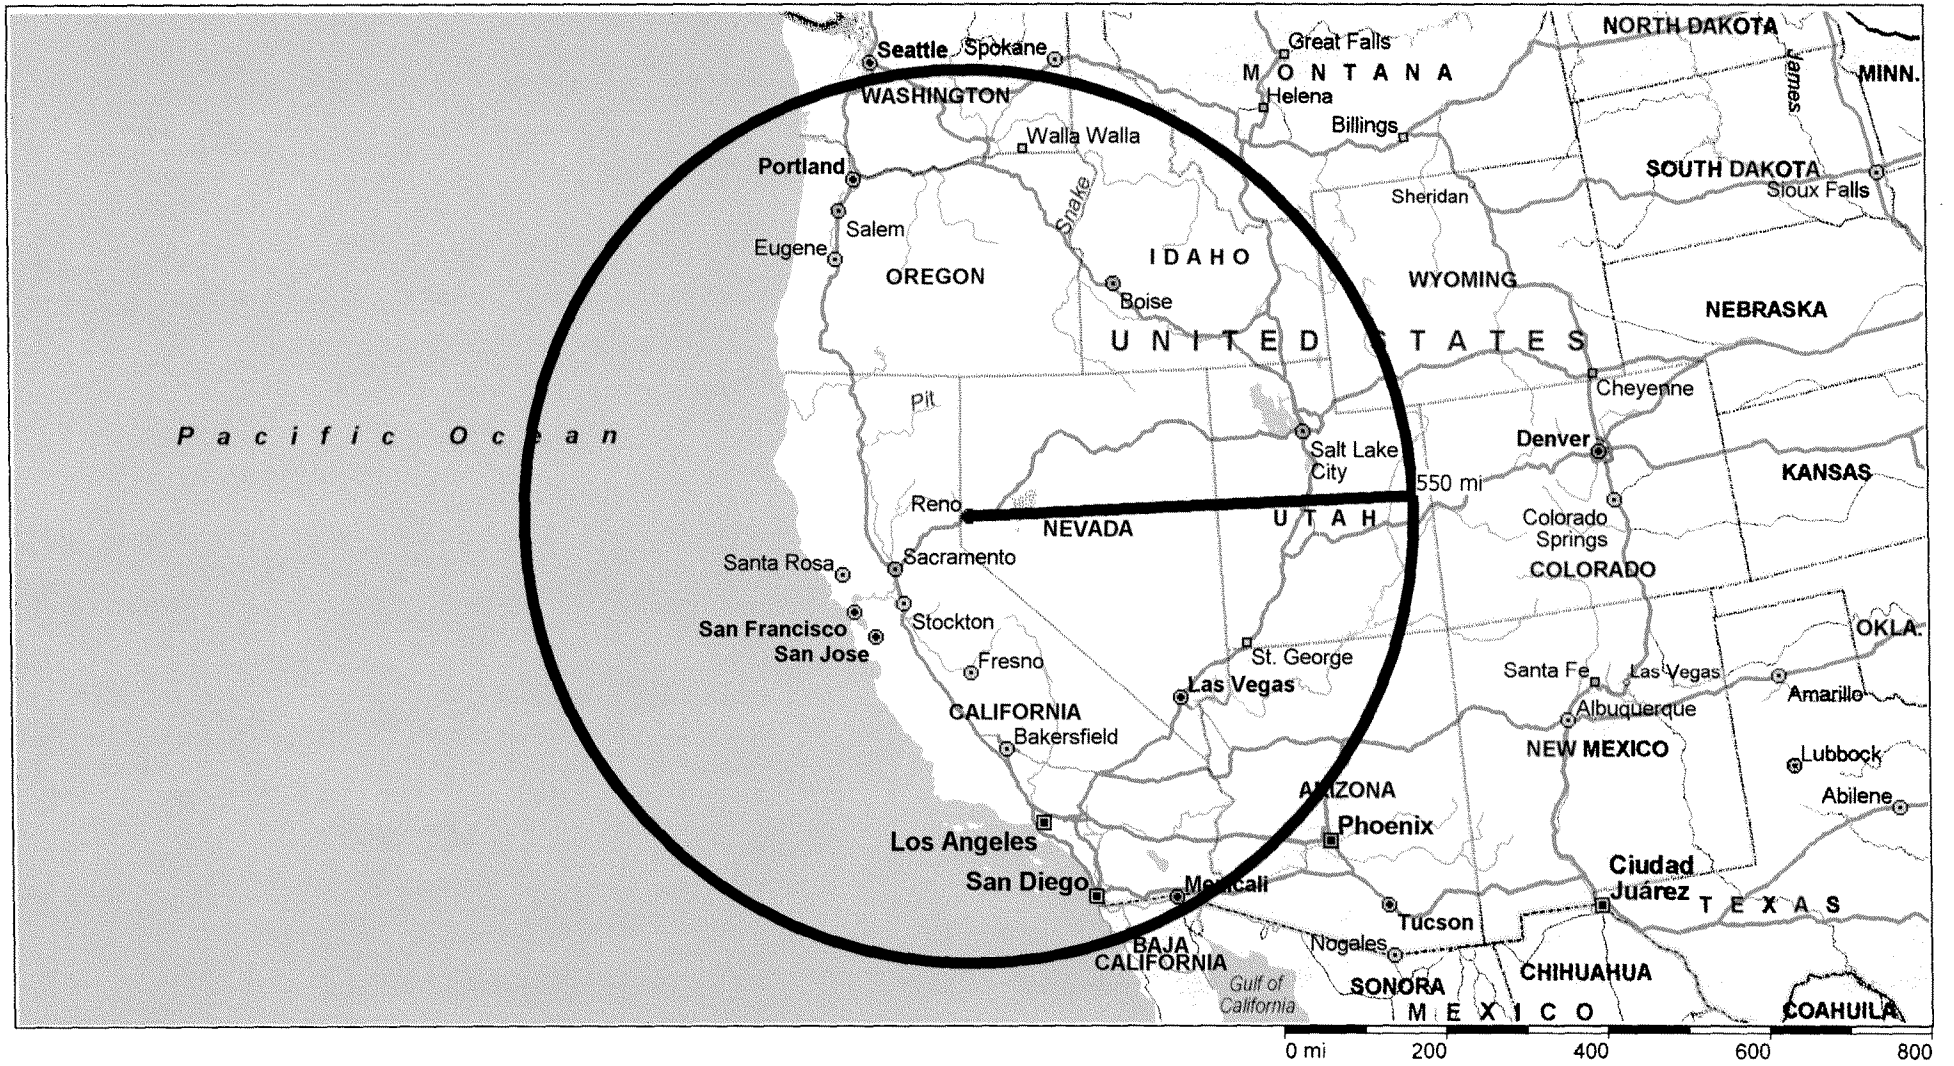 NORTH DAKOTA
Great Falls
Seattle
Spokane
MONTANA
James
MINN.
WASHINGTON
Helena
Billings
Walla Walla
Portland
SOUTH DAKOTA
Sioux Falls
Sheridan
Snake
Salem
Eugene
IDAHO
OREGON
WYOMING
Boise
NEBRASKA
UNITED STATES
Cheyenne
Pit
Pacific Ocean
Denver
Salt Lake
City
KANSAS
550 mi
Reno
NEVADA
UTAH
Colorado
Springs
Sacramento
Santa Rosa
COLORADO
Stockton
San Francisco
San Jose
OKLA.
Fresno
St. George
Santa Fe
Las Vegas
Las Vegas
Amarillo
CALIFORNIA
Albuquerque
Bakersfield
NEW MEXICO
Lubbock
ARIZONA
Abilene
Los Angeles
Phoenix
San Diego
Mexicali
Ciudad
Juárez
TEXAS
Tucson
Nogales
BAJA
CALIFORNIA
CHIHUAHUA
Gulf of
California
SONORA
MEXICO
COAHUILA
0 mi 200 400 600 800